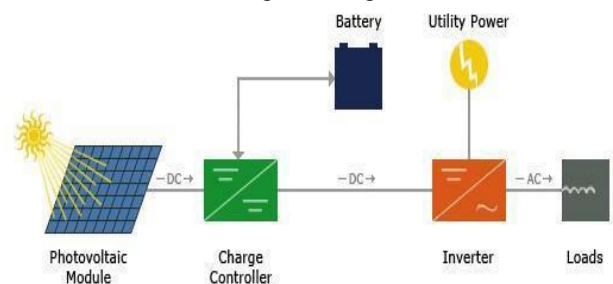 Battery
Utility Power
DC
DC
AC
Photovoltaic
Module
Charge
Controller
Inverter
Loads